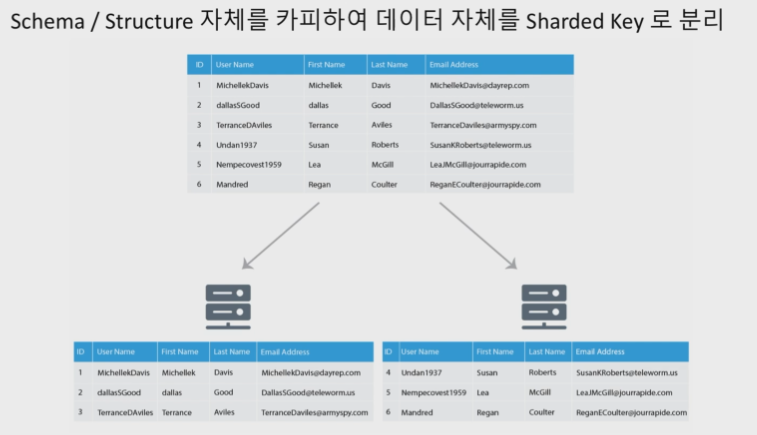 Schema / Structure 자체를 카피하여 데이터 자체를 Sharded Key 로 분리
ID User Name First Name Last Name Email Address
1 MichellekDavis Michellek Davis MichellekDavis@dayrep.com
2 dallasSGood dallas Good DallasSGood@teleworm.us
3 TerranceDAviles Terrance Aviles TerranceDaviles@armyspy.com
4 Undan1937 Susan Roberts SusanKRoberts@teleworm.us
5 Nempecovest1959 Lea McGill LeaJMcGill@jourrapide.com
6 Mandred Regan Coulter ReganECoulter@jourrapide.com
ID User Name First Name Last Name Email Address
1 MichellekDavis Michellek Davis MichellekDavis@dayrep.com
2 dallasSGood dallas Good DallasSGood@teleworm.us
3 TerranceDAviles Terrance Aviles TerranceDaviles@armyspy.com
ID User Name First Name Last Name Email Address
4 Undan1937 Susan Roberts SusanKRoberts@teleworm.us
5 Nempecovest1959 Lea McGill LeaJMcGill@jourrapide.com
6 Mandred Regan Coulter ReganECoulter@jourrapide.com